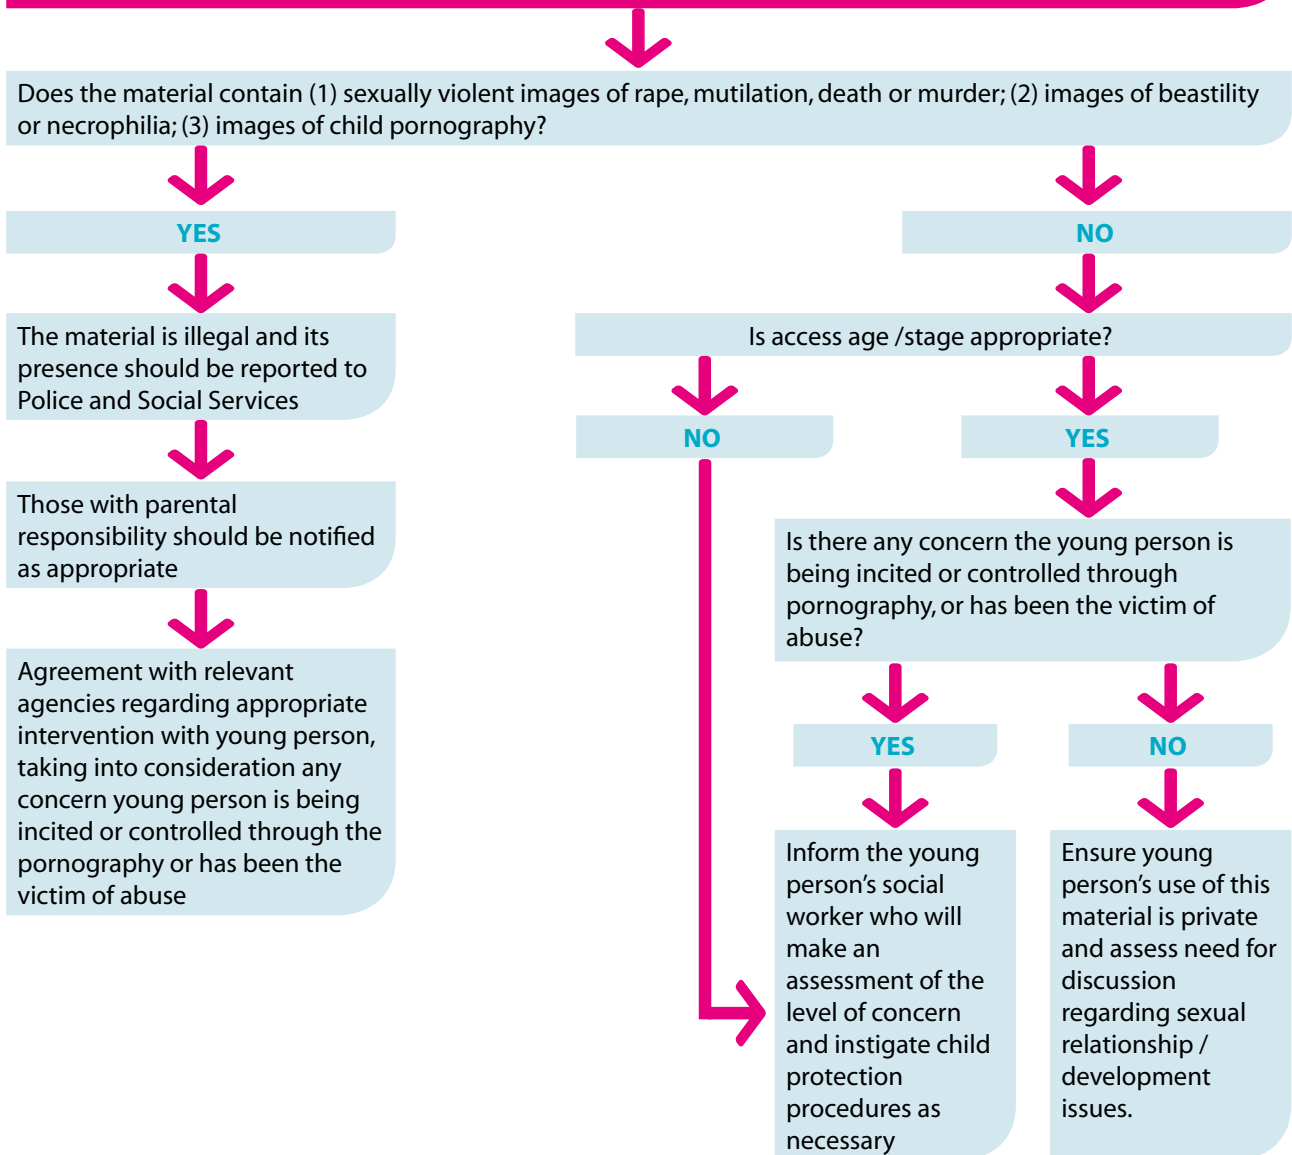 Does the material contain (1) sexually violent images of rape, mutilation, death or murder; (2) images of beastility
or necrophilia; (3) images of child pornography?
YES
NO
The material is illegal and its
presence should be reported to
Police and Social Services
Is access age /stage appropriate?
NO
YES
Those with parental
responsibility should be notified
as appropriate
Is there any concern the young person is
being incited or controlled through
pornography, or has been the victim of
abuse?
Agreement with relevant
agencies regarding appropriate
intervention with young person,
taking into consideration any
concern young person is being
incited or controlled through the
pornography or has been the
victim of abuse
YES
NO
Inform the young
person’s social
worker who will
make an
assessment of the
level of concern
and instigate child
protection
procedures as
necessary
Ensure young
person’s use of this
material is private
and assess need for
discussion
regarding sexual
relationship /
development
issues.